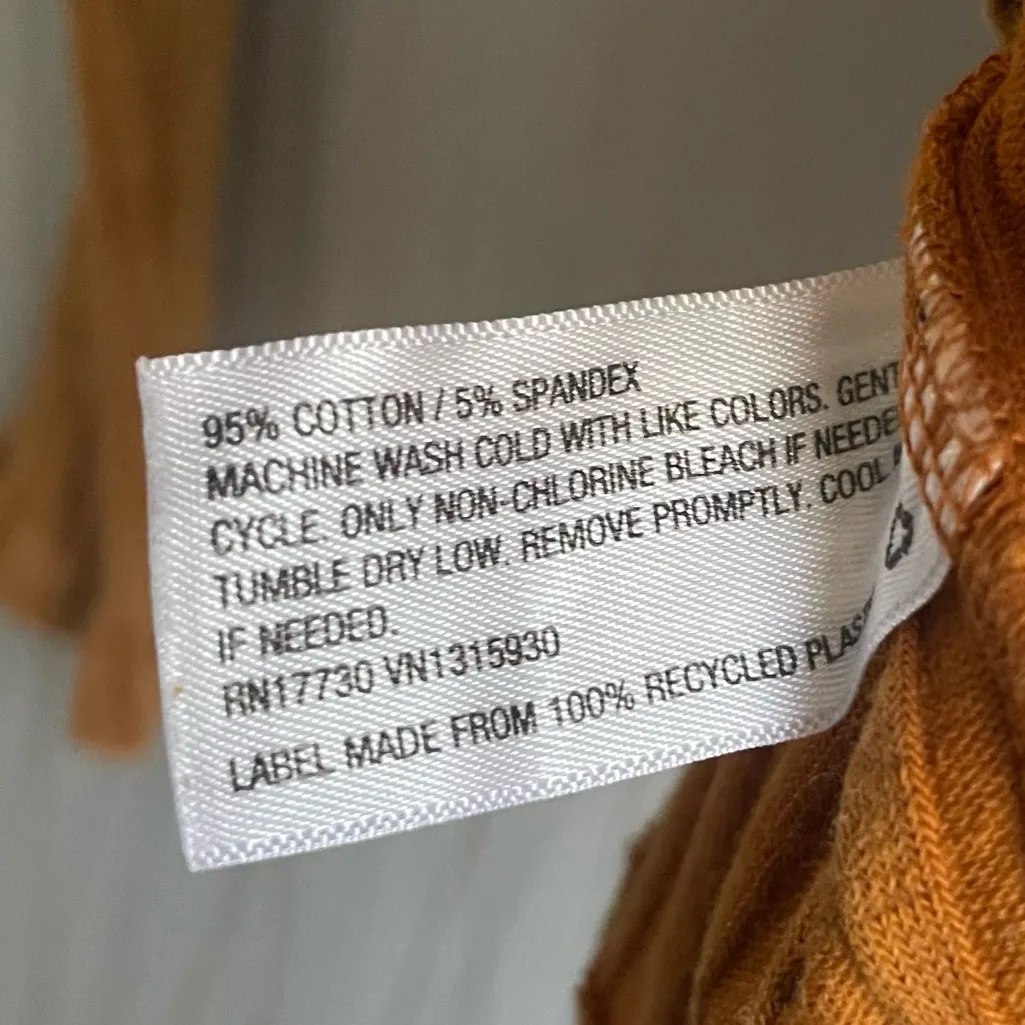 95% COTTON / 5% SPANDEX
MACHINE WASH COLD WITH LIKE COLORS. GENT
CYCLE. ONLY NON-CHLORINE BLEACH IF NEEDE
TUMBLE DRY LOW. REMOVE PROMPTLY. COOL
IF NEEDED.
RN17730 VN1315930
LABEL MADE FROM 100% RECYCLED PLAST